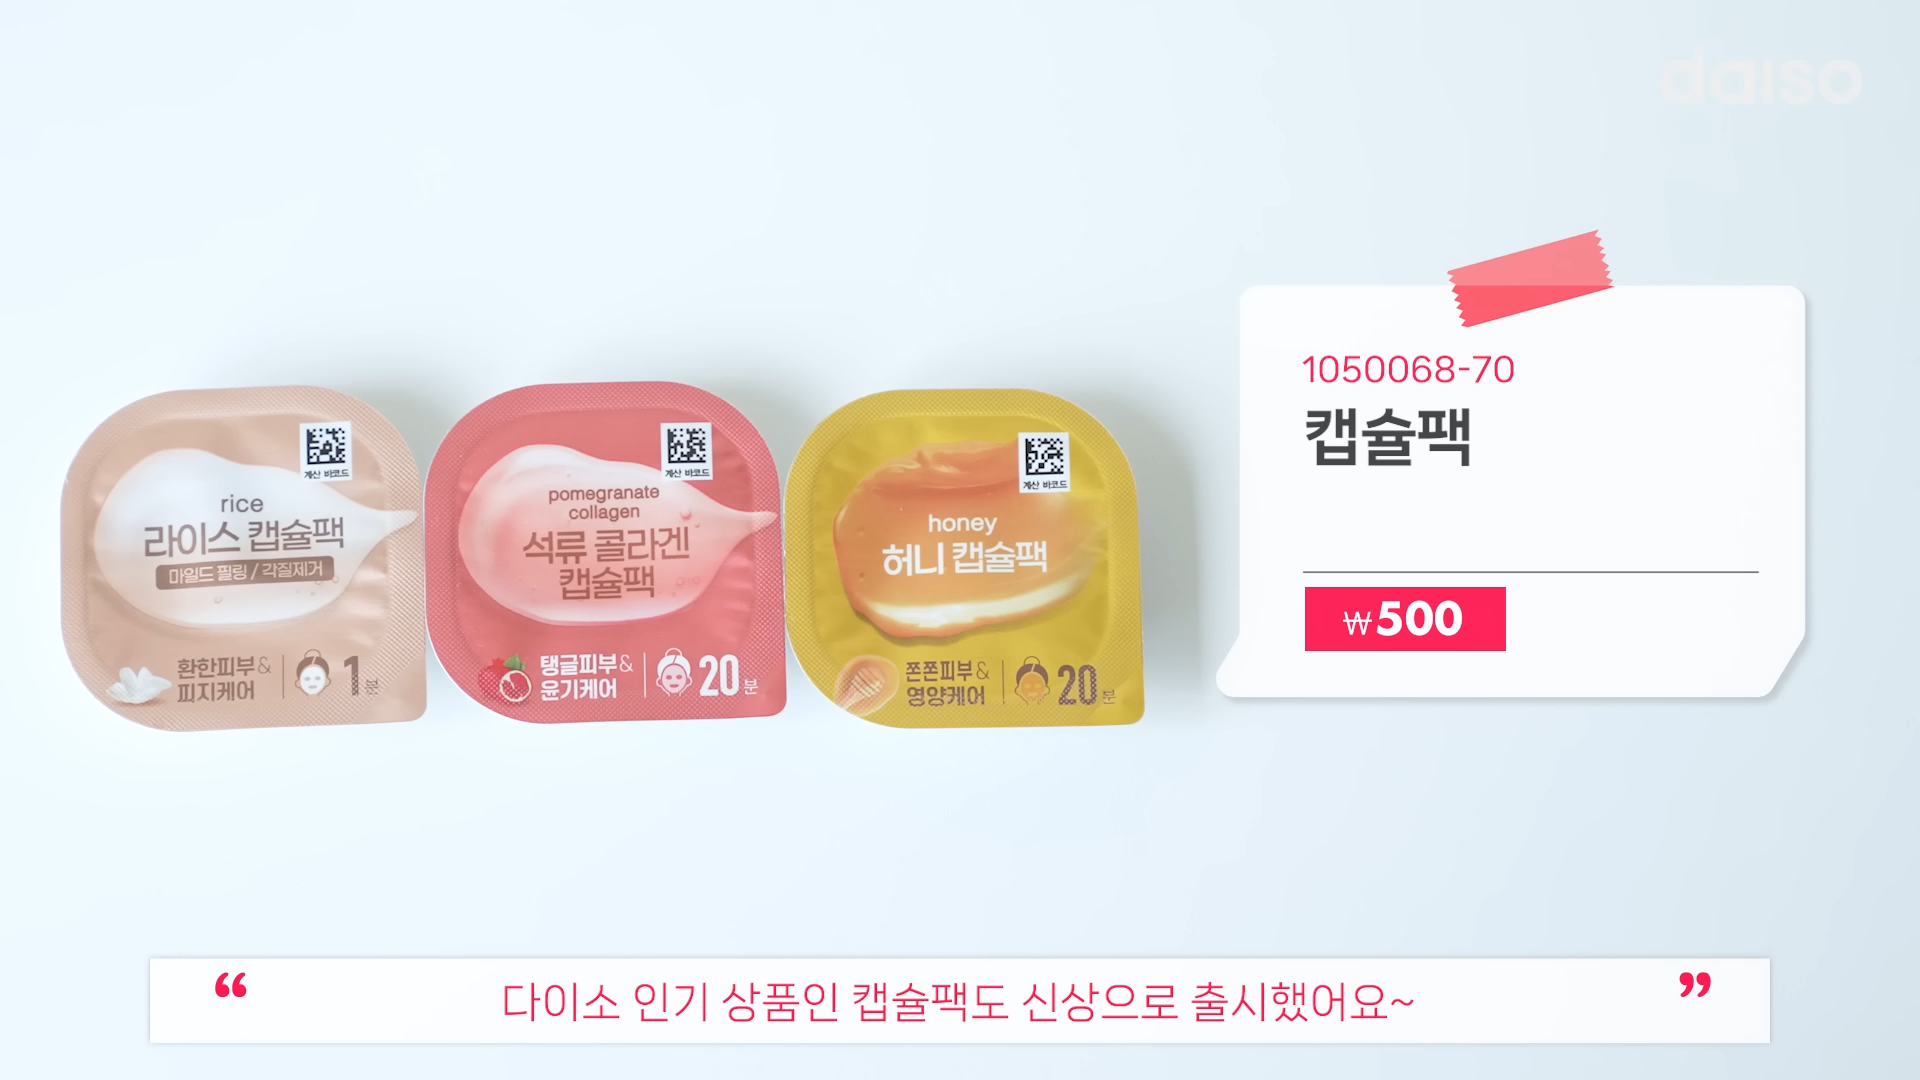 daiso
계산 바코드
rice
라이스 캡슐팩
마일드 필링 / 각질제거
환한피부&
피지케어
1분
계산 바코드
pomegranate
collagen
석류 콜라겐
캡슐팩
탱글피부&
윤기케어
20분
계산 바코드
honey
허니 캡슐팩
쫀쫀피부&
영양케어
20분
1050068-70
캡슐팩
₩500
“ 다이소 인기 상품인 캡슐팩도 신상으로 출시했어요~ ”